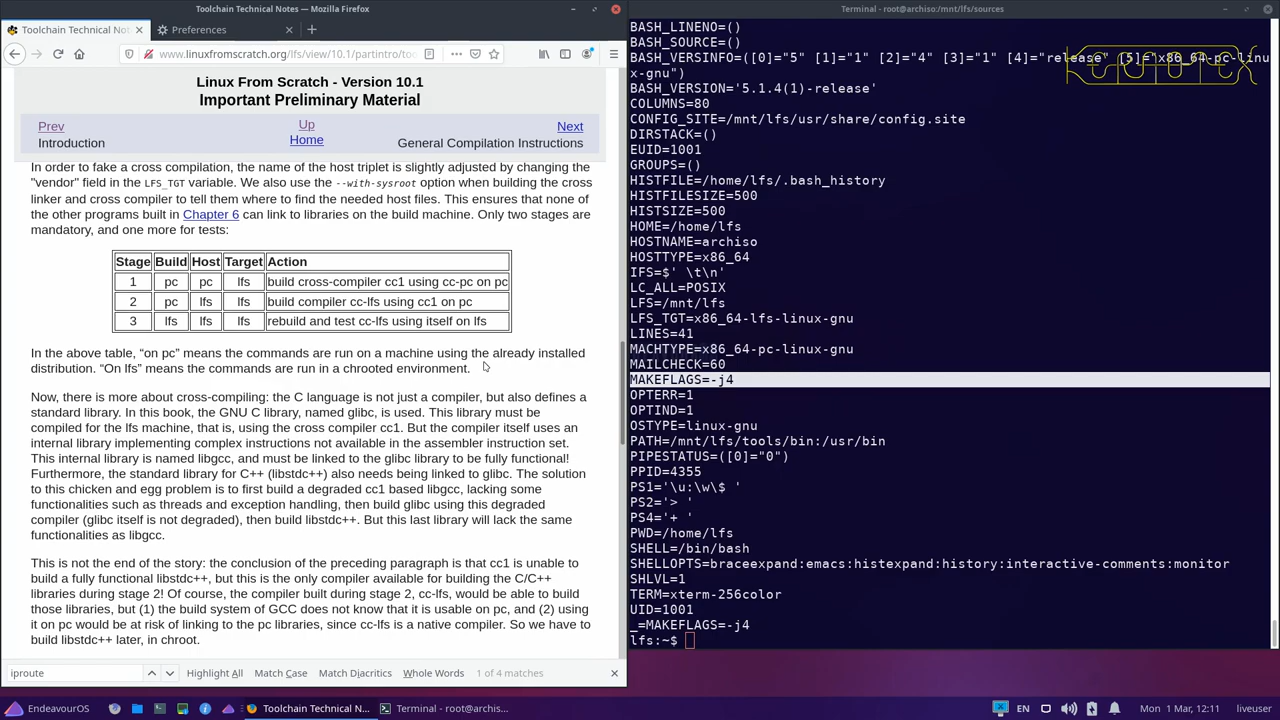 Toolchain Technical Notes - Mozilla Firefox
Toolchain Technical Not
Preferences
www.linuxfromscratch.org/lfs/view/10.1/partintro/too
Linux From Scratch - Version 10.1
Important Preliminary Material
Prev
Up
Next
Introduction
Home
General Compilation Instructions
In order to fake a cross compilation, the name of the host triplet is slightly adjusted by changing the
"vendor" field in the LFS_TGT variable. We also use the --with-sysroot option when building the cross
linker and cross compiler to tell them where to find the needed host files. This ensures that none of
the other programs built in Chapter 6 can link to libraries on the build machine. Only two stages are
mandatory, and one more for tests:
Stage Build Host Target Action
1 pc pc lfs build cross-compiler cc1 using cc-pc on pc
2 pc lfs lfs build compiler cc-lfs using cc1 on pc
3 lfs lfs lfs rebuild and test cc-lfs using itself on lfs
In the above table, “on pc” means the commands are run on a machine using the already installed
distribution. “On lfs” means the commands are run in a chrooted environment.
Now, there is more about cross-compiling: the C language is not just a compiler, but also defines a
standard library. In this book, the GNU C library, named glibc, is used. This library must be
compiled for the lfs machine, that is, using the cross compiler cc1. But the compiler itself uses an
internal library implementing complex instructions not available in the assembler instruction set.
This internal library is named libgcc, and must be linked to the glibc library to be fully functional!
Furthermore, the standard library for C++ (libstdc++) also needs being linked to glibc. The solution
to this chicken and egg problem is to first build a degraded cc1 based libgcc, lacking some
functionalities such as threads and exception handling, then build glibc using this degraded
compiler (glibc itself is not degraded), then build libstdc++. But this last library will lack the same
functionalities as libgcc.
This is not the end of the story: the conclusion of the preceding paragraph is that cc1 is unable to
build a fully functional libstdc++, but this is the only compiler available for building the C/C++
libraries during stage 2! Of course, the compiler built during stage 2, cc-lfs, would be able to build
those libraries, but (1) the build system of GCC does not know that it is usable on pc, and (2) using
it on pc would be at risk of linking to the pc libraries, since cc-lfs is a native compiler. So we have to
build libstdc++ later, in chroot.
iproute
Highlight All
Match Case
Match Diacritics
Whole Words
1 of 4 matches
Terminal - root@archiso:/mnt/lfs/sources
BASH_LINENO=()
BASH_SOURCE=()
BASH_VERSINFO=([0]="5" [1]="1" [2]="4" [3]="1" [4]="release" [5]="x86_64-pc-linu
x-gnu")
BASH_VERSION='5.1.4(1)-release'
COLUMNS=80
CONFIG_SITE=/mnt/lfs/usr/share/config.site
DIRSTACK=()
EUID=1001
GROUPS=()
HISTFILE=/home/lfs/.bash_history
HISTFILESIZE=500
HISTSIZE=500
HOME=/home/lfs
HOSTNAME=archiso
HOSTTYPE=x86_64
IFS=$' \t\n'
LC_ALL=POSIX
LFS=/mnt/lfs
LFS_TGT=x86_64-lfs-linux-gnu
LINES=41
MACHTYPE=x86_64-pc-linux-gnu
MAILCHECK=60
MAKEFLAGS=-j4
OPTERR=1
OPTIND=1
OSTYPE=linux-gnu
PATH=/mnt/lfs/tools/bin:/usr/bin
PIPESTATUS=([0]="0")
PPID=4355
PS1='\u:\w\$ '
PS2='> '
PS4='+ '
PWD=/home/lfs
SHELL=/bin/bash
SHELLOPTS=braceexpand:emacs:histexpand:history:interactive-comments:monitor
SHLVL=1
TERM=xterm-256color
UID=1001
_=MAKEFLAGS=-j4
lfs:~$
EndeavourOS
Toolchain Technical No...
Terminal - root@archis...
EN
Mon 1 Mar, 12:11
liveuser